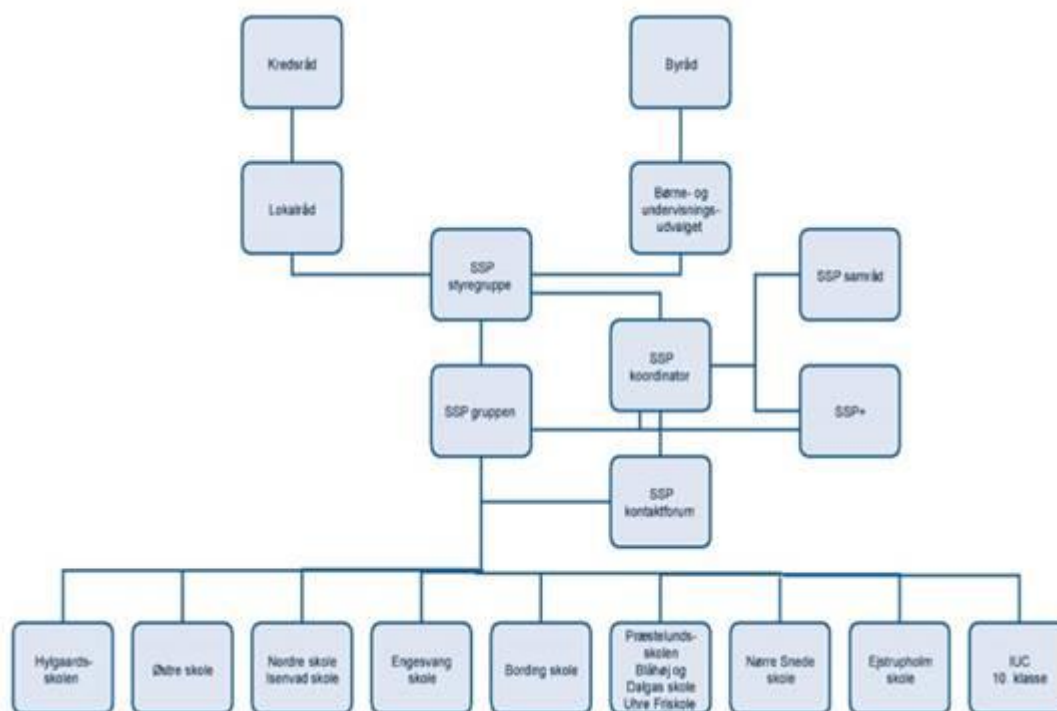 Kredsråd
Byråd
Lokalråd
Børne- og
undervisnings-
udvalget
SSP
styregruppe
SSP samråd
SSP
koordinator
SSP gruppen
SSP+
SSP
kontaktforum
Hylgaards-
skolen
Østre skole
Nordre skole
Isenvad skole
Engesvang
skole
Bording skole
Præstelunds-
skolen
Blåhøj og
Dalgas skole
Uhre Friskole
Nørre Snede
skole
Ejstrupholm
skole
IUC
10. klasse